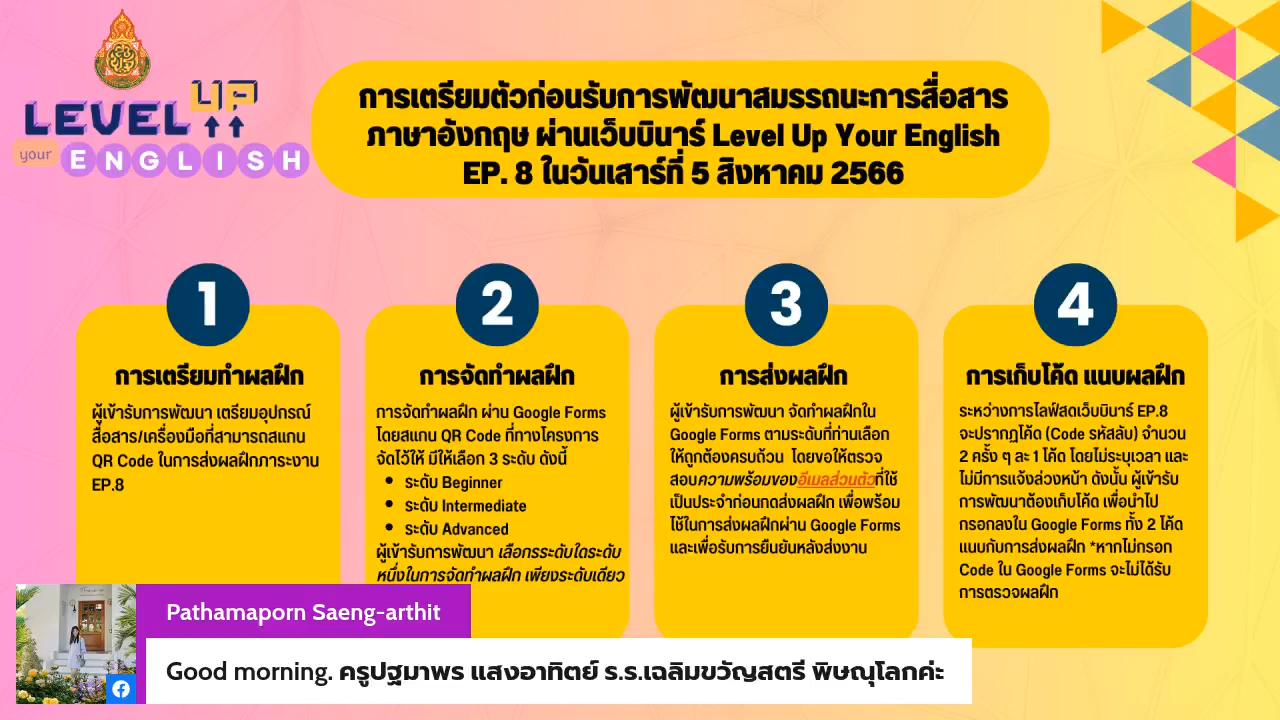 LEVEL UP
your ENGLISH
การเตรียมตัวก่อนรับการพัฒนาสมรรถนะการสื่อสาร
ภาษาอังกฤษ ผ่านเว็บบินาร์ Level Up Your English
EP. 8 ในวันเสาร์ที่ 5 สิงหาคม 2566
1
การเตรียมทำผลฝึก
ผู้เข้ารับการพัฒนา เตรียมอุปกรณ์
สื่อสาร/เครื่องมือที่สามารถสแกน
QR Code ในการส่งผลฝึกภาระงาน
EP.8
2
การจัดทำผลฝึก
การจัดทำผลฝึก ผ่าน Google Forms
โดยสแกน QR Code ที่ทางโครงการ
จัดไว้ให้ มีให้เลือก 3 ระดับ ดังนี้
• ระดับ Beginner
• ระดับ Intermediate
• ระดับ Advanced
ผู้เข้ารับการพัฒนา เลือกรระดับใดระดับ
หนึ่งในการจัดทำผลฝึก เพียงระดับเดียว
3
การส่งผลฝึก
ผู้เข้ารับการพัฒนา จัดทำผลฝึกใน
Google Forms ตามระดับที่ท่านเลือก
ให้ถูกต้องครบถ้วน โดยขอให้ตรวจ
สอบความพร้อมของอีเมลส่วนตัวที่ใช้
เป็นประจำก่อนกดส่งผลฝึก เพื่อพร้อม
ใช้ในการส่งผลฝึกผ่าน Google Forms
และเพื่อรับการยืนยันหลังส่งงาน
4
การเก็บโค้ด แนบผลฝึก
ระหว่างการไลฟ์สดเว็บบินาร์ EP.8
จะปรากฏโค้ด (Code รหัสลับ) จำนวน
2 ครั้ง ๆ ละ 1 โค้ด โดยไม่ระบุเวลา และ
ไม่มีการแจ้งล่วงหน้า ดังนั้น ผู้เข้ารับ
การพัฒนาต้องเก็บโค้ด เพื่อนำไป
กรอกลงใน Google Forms ทั้ง 2 โค้ด
แนบกับการส่งผลฝึก *หากไม่กรอก
Code ใน Google Forms จะไม่ได้รับ
การตรวจผลฝึก
Pathamaporn Saeng-arthit
Good morning. ครูปฐมาพร แสงอาทิตย์ ร.ร.เฉลิมขวัญสตรี พิษณุโลกค่ะ